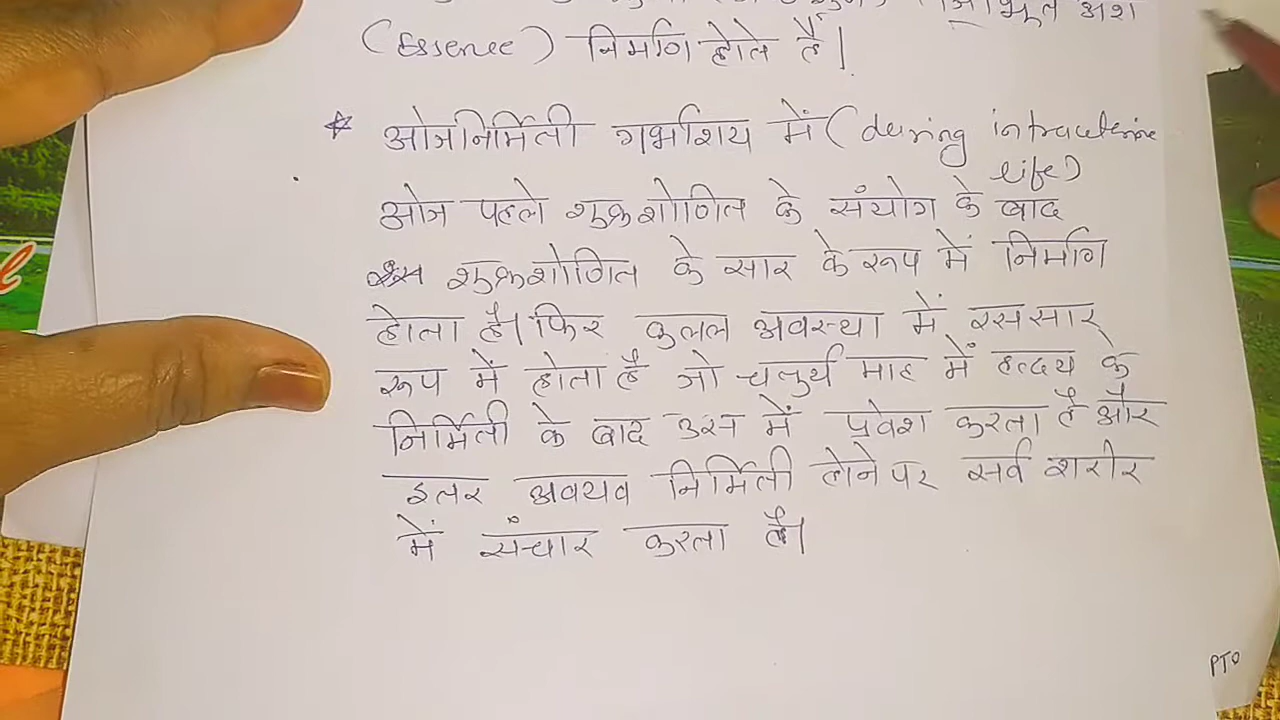 अंश
(Essence) निर्माण होते है।
* ओजनिर्मिती गर्भाशय में (during intrauterine life)
ओज पहले शुक्रशोणित के संयोग के बाद
शुक्रशोणित के सार के रूप में निर्माण
होता है। फिर कुलल अवस्था में रससार
रूप में होता है जो चतुर्थ माह में हृदय के
निर्मिती के बाद उस में प्रवेश करता है और
इतर अवयव निर्मिती होने पर सर्व शरीर
में संचार करता है।
PTO